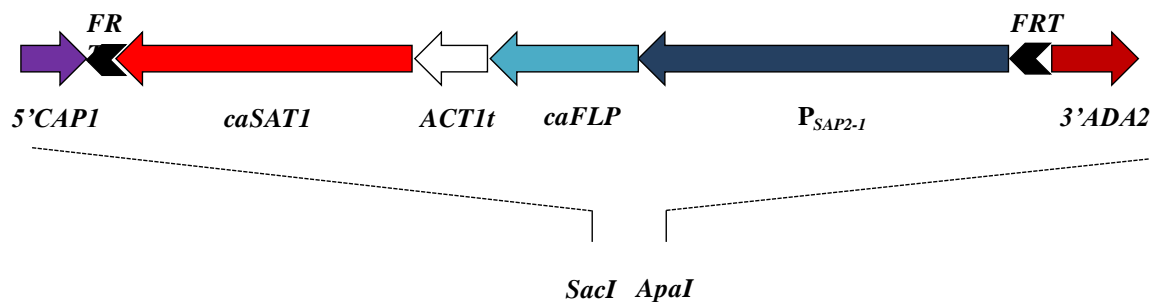 FR FRT
5’CAP1 caSAT1 ACT1t caFLP PSAP2-1 3’ADA2
SacI ApaI